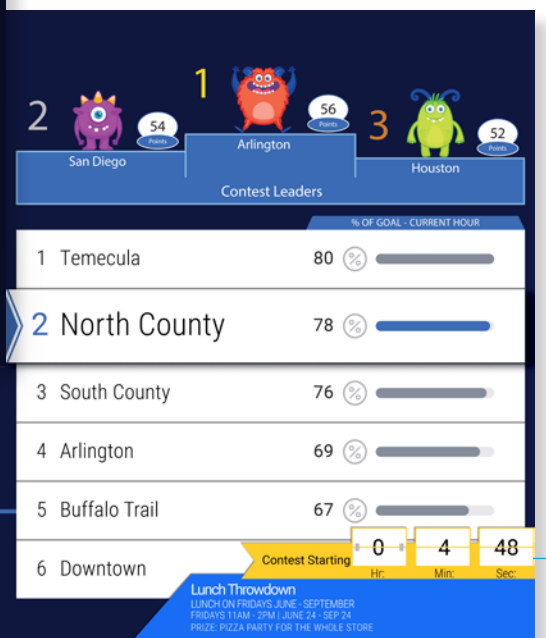 1
2
56
Points
3
54
Points
52
Points
San Diego
Arlington
Houston
Contest Leaders
% OF GOAL - CURRENT HOUR
1 Temecula 80 %
2 North County 78 %
3 South County 76 %
4 Arlington 69 %
5 Buffalo Trail 67 %
6 Downtown
Contest Starting 0 4 48
Hr: Min: Sec:
Lunch Throwdown
LUNCH ON FRIDAYS JUNE - SEPTEMBER
FRIDAYS 11AM - 2PM | JUNE 24 - SEP 24
PRIZE: PIZZA PARTY FOR THE WHOLE STORE